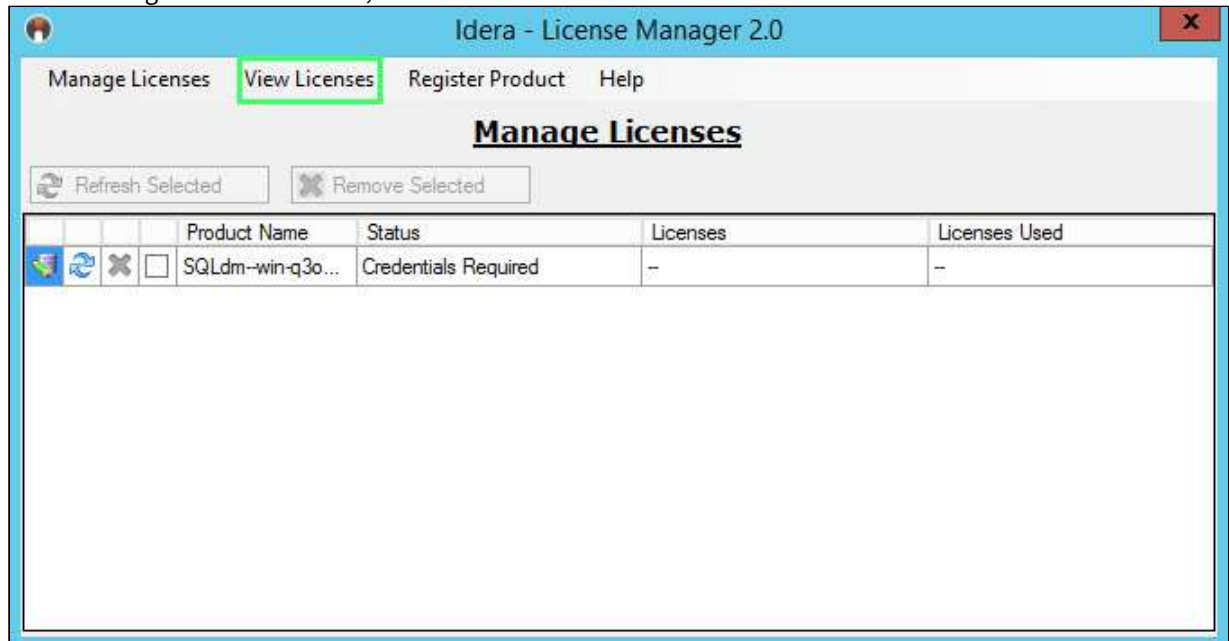 Idera - License Manager 2.0
x
Manage Licenses View Licenses Register Product Help
Manage Licenses
Refresh Selected Remove Selected
Product Name Status Licenses Licenses Used
SQLdm--win-q3o... Credentials Required -- --